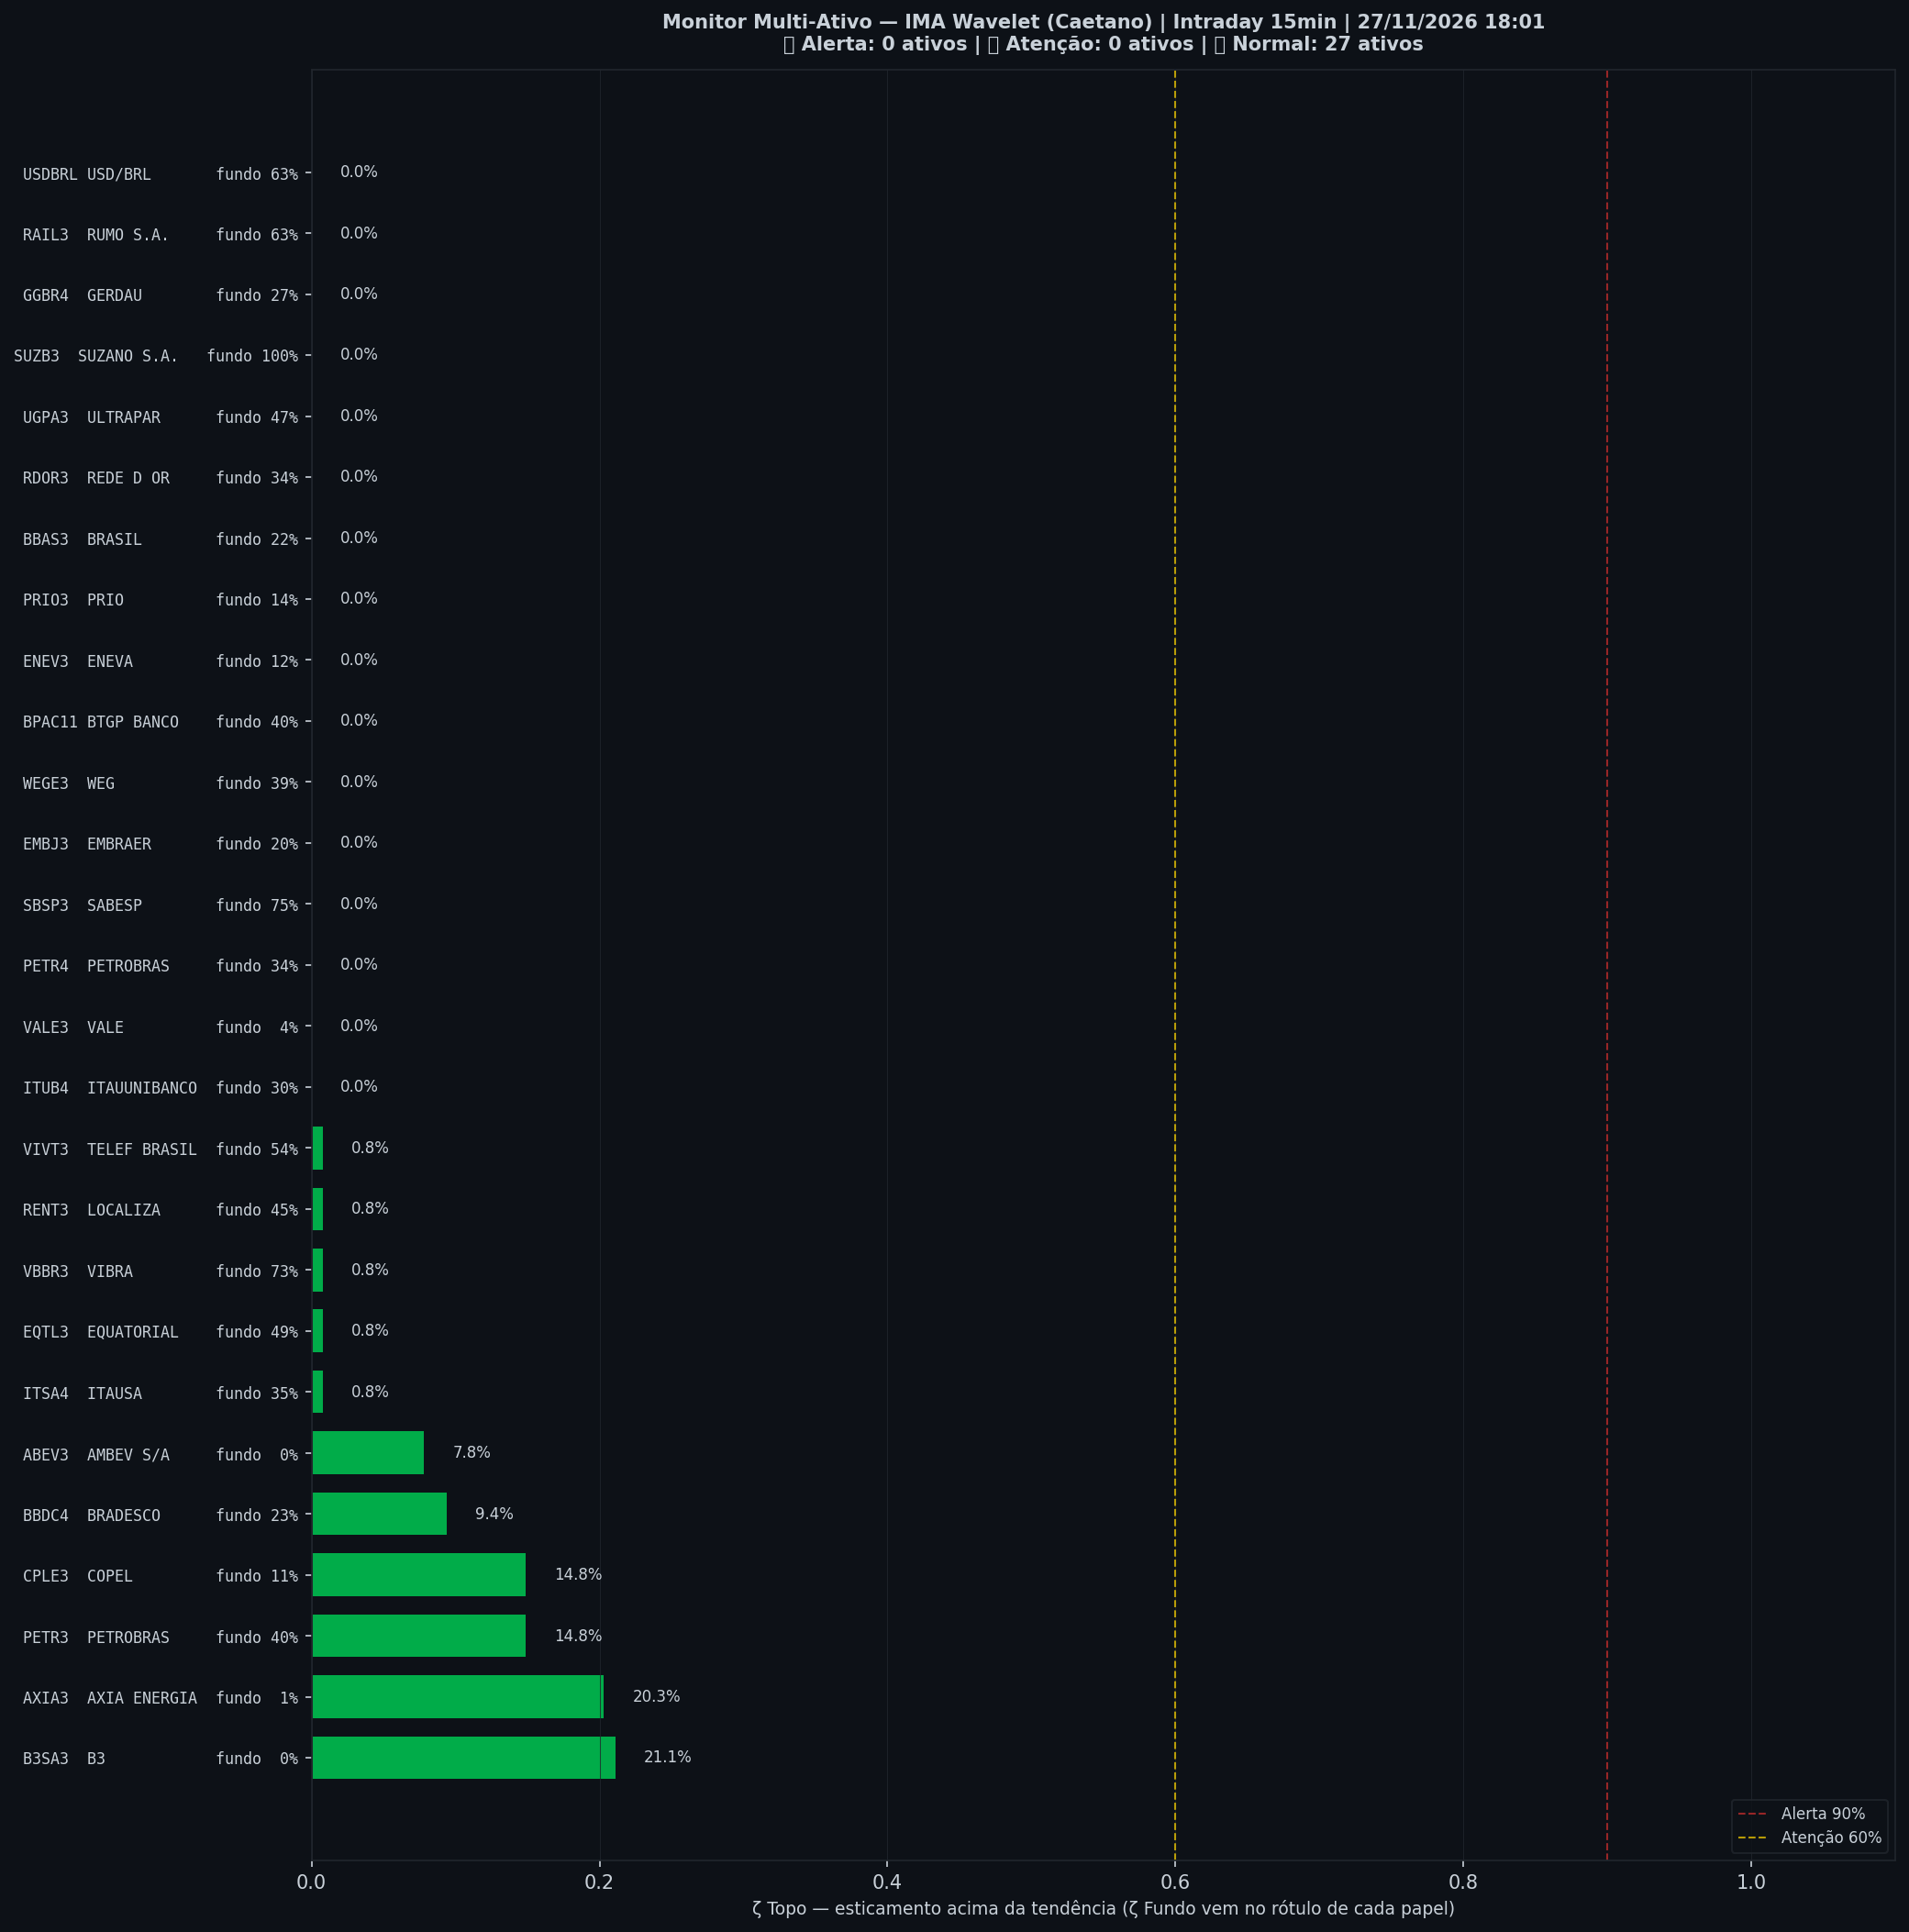 Monitor Multi-Ativo — IMA Wavelet (Caetano) | Intraday 15min | 27/11/2026 18:01
Alerta: 0 ativos | Atenção: 0 ativos | Normal: 27 ativos
USDBRL USD/BRL fundo 63% 0.0%
RAIL3 RUMO S.A. fundo 63% 0.0%
GGBR4 GERDAU fundo 27% 0.0%
SUZB3 SUZANO S.A. fundo 100% 0.0%
UGPA3 ULTRAPAR fundo 47% 0.0%
RDOR3 REDE D OR fundo 34% 0.0%
BBAS3 BRASIL fundo 22% 0.0%
PRIO3 PRIO fundo 14% 0.0%
ENEV3 ENEVA fundo 12% 0.0%
BPAC11 BTGP BANCO fundo 40% 0.0%
WEGE3 WEG fundo 39% 0.0%
EMBJ3 EMBRAER fundo 20% 0.0%
SBSP3 SABESP fundo 75% 0.0%
PETR4 PETROBRAS fundo 34% 0.0%
VALE3 VALE fundo 4% 0.0%
ITUB4 ITAUUNIBANCO fundo 30% 0.0%
VIVT3 TELEF BRASIL fundo 54% 0.8%
RENT3 LOCALIZA fundo 45% 0.8%
VBBR3 VIBRA fundo 73% 0.8%
EQTL3 EQUATORIAL fundo 49% 0.8%
ITSA4 ITAUSA fundo 35% 0.8%
ABEV3 AMBEV S/A fundo 0% 7.8%
BBDC4 BRADESCO fundo 23% 9.4%
CPLE3 COPEL fundo 11% 14.8%
PETR3 PETROBRAS fundo 40% 14.8%
AXIA3 AXIA ENERGIA fundo 1% 20.3%
B3SA3 B3 fundo 0% 21.1%
Alerta 90%
Atenção 60%
0.0 0.2 0.4 0.6 0.8 1.0
ζ Topo — esticamento acima da tendência (ζ Fundo vem no rótulo de cada papel)